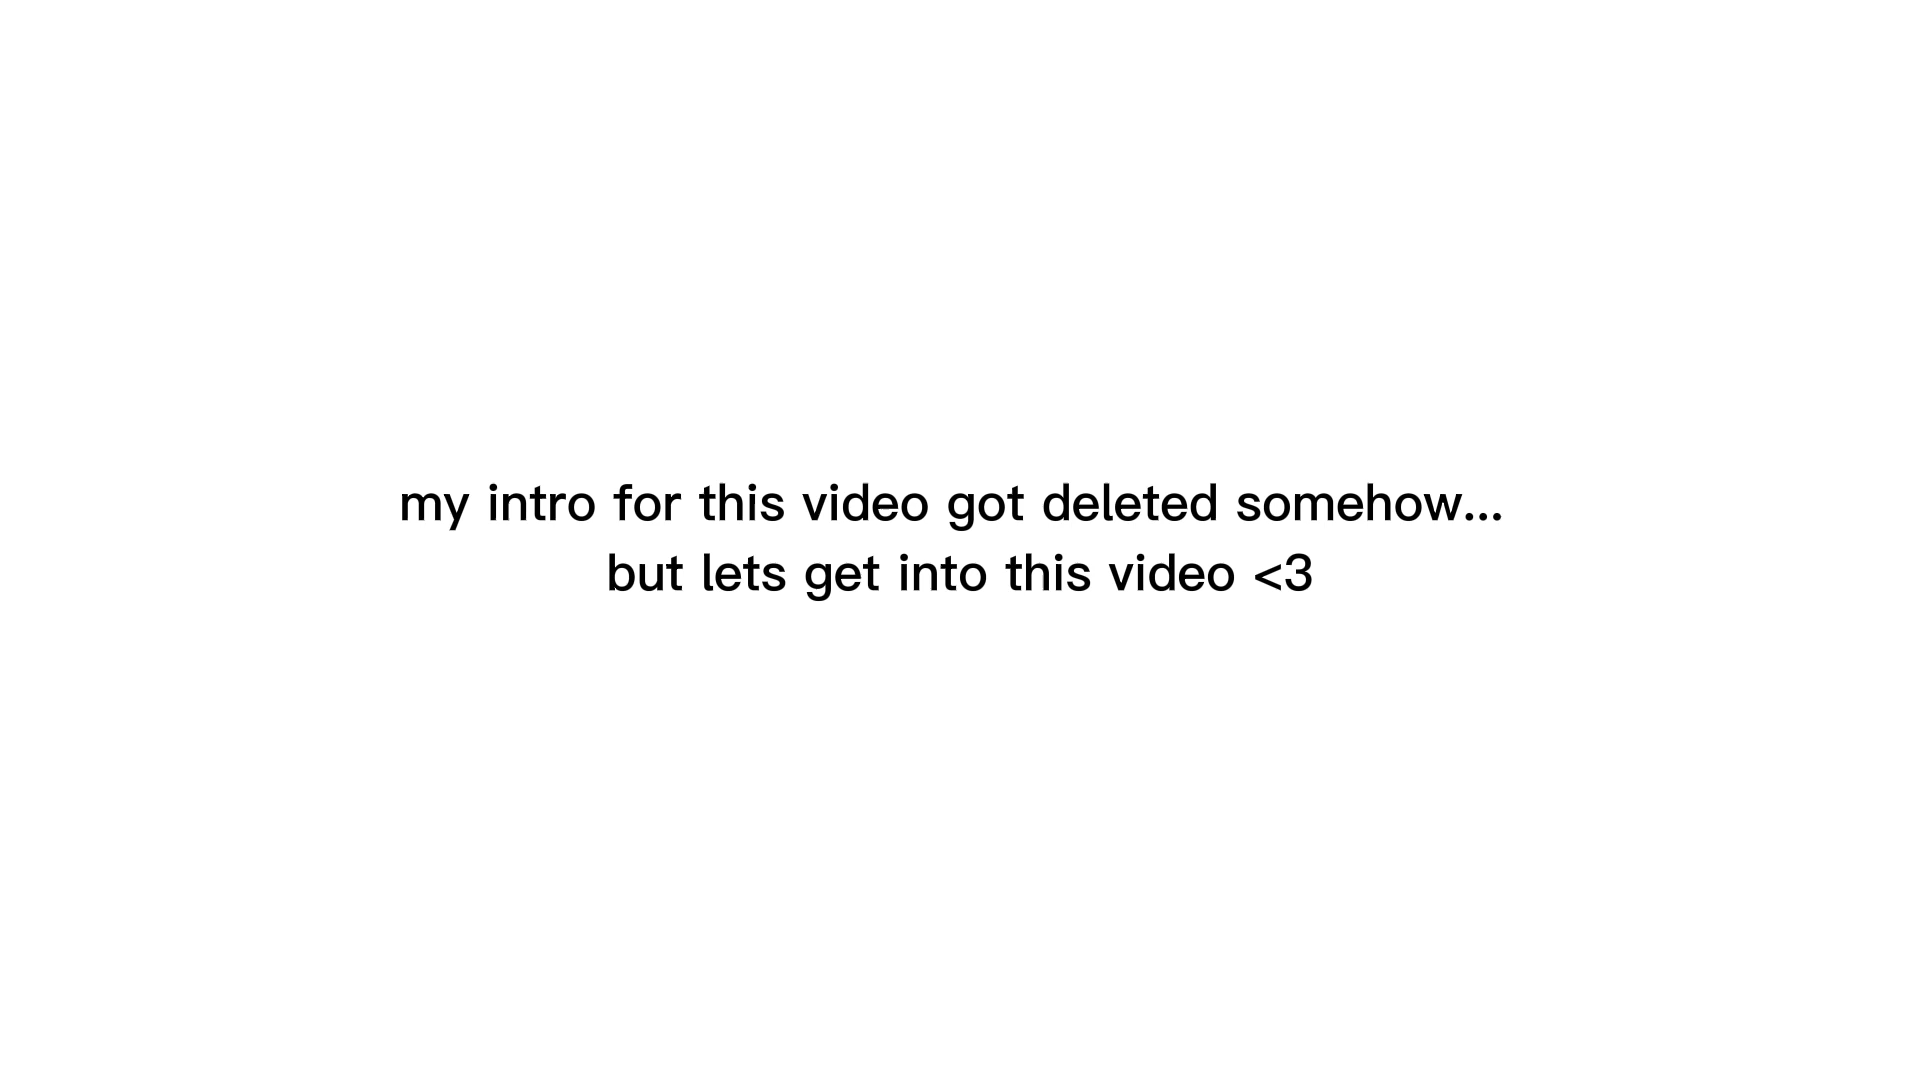 my intro for this video got deleted somehow...
but lets get into this video <3